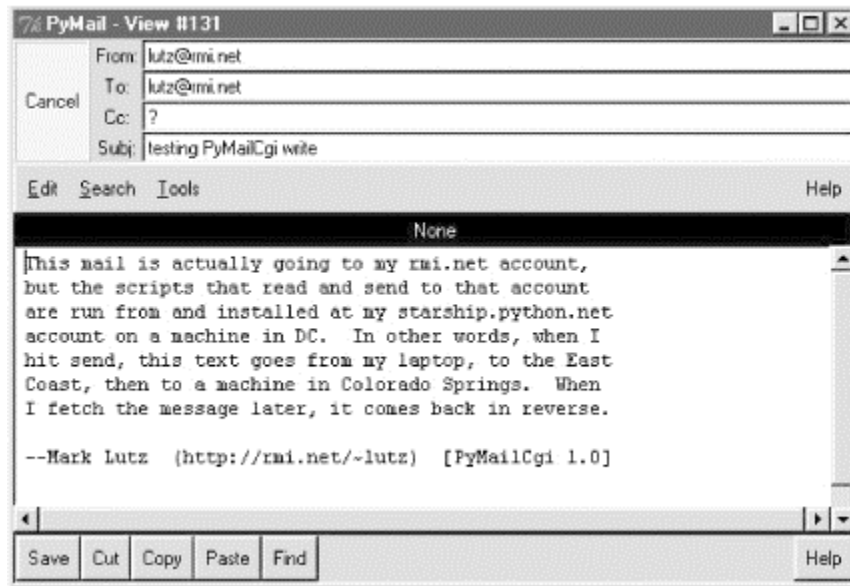 PyMail - View #131
From: lutz@rmi.net
Cancel
To: lutz@rmi.net
Cc: ?
Subj: testing PyMailCgi write
Edit Search Tools Help
None
This mail is actually going to my rmi.net account,
but the scripts that read and send to that account
are run from and installed at my starship.python.net
account on a machine in DC.  In other words, when I
hit send, this text goes from my laptop, to the East
Coast, then to a machine in Colorado Springs.  When
I fetch the message later, it comes back in reverse.
--Mark Lutz  (http://rmi.net/~lutz)  [PyMailCgi 1.0]
Save Cut Copy Paste Find Help